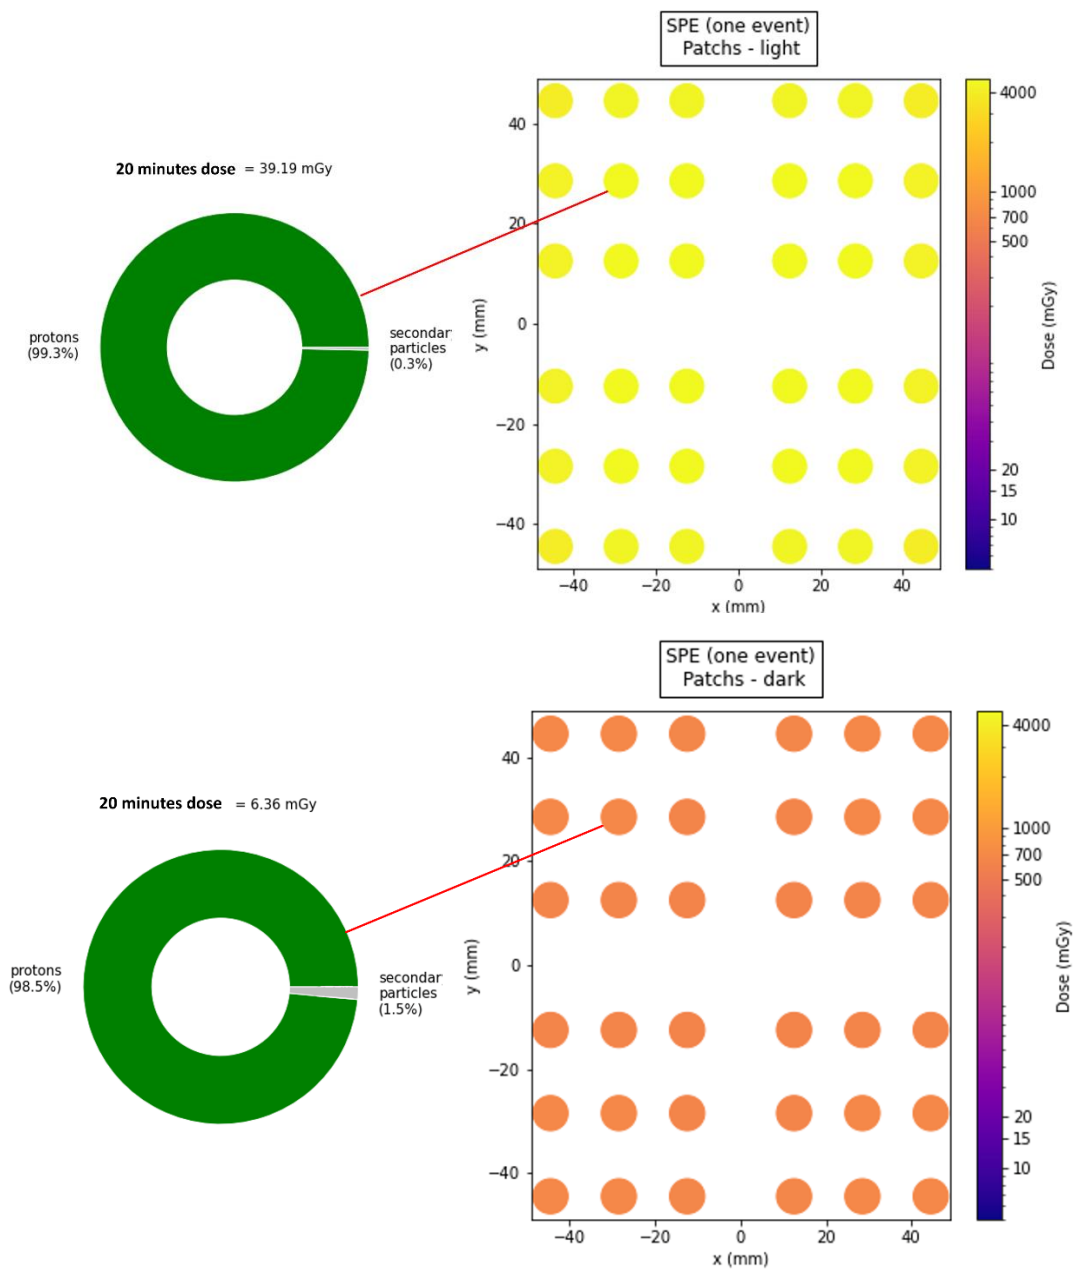 SPE (one event)
Patchs - light
20 minutes dose = 39.19 mGy
protons
(99.3%)
secondar
particles
(0.3%)
y (mm)
40
20
0
−20
−40
−40 −20 0 20 40
x (mm)
4000
1000
700
500
20
15
10
Dose (mGy)
SPE (one event)
Patchs - dark
20 minutes dose = 6.36 mGy
protons
(98.5%)
secondar
particles
(1.5%)
y (mm)
40
20
0
−20
−40
−40 −20 0 20 40
x (mm)
4000
1000
700
500
20
15
10
Dose (mGy)